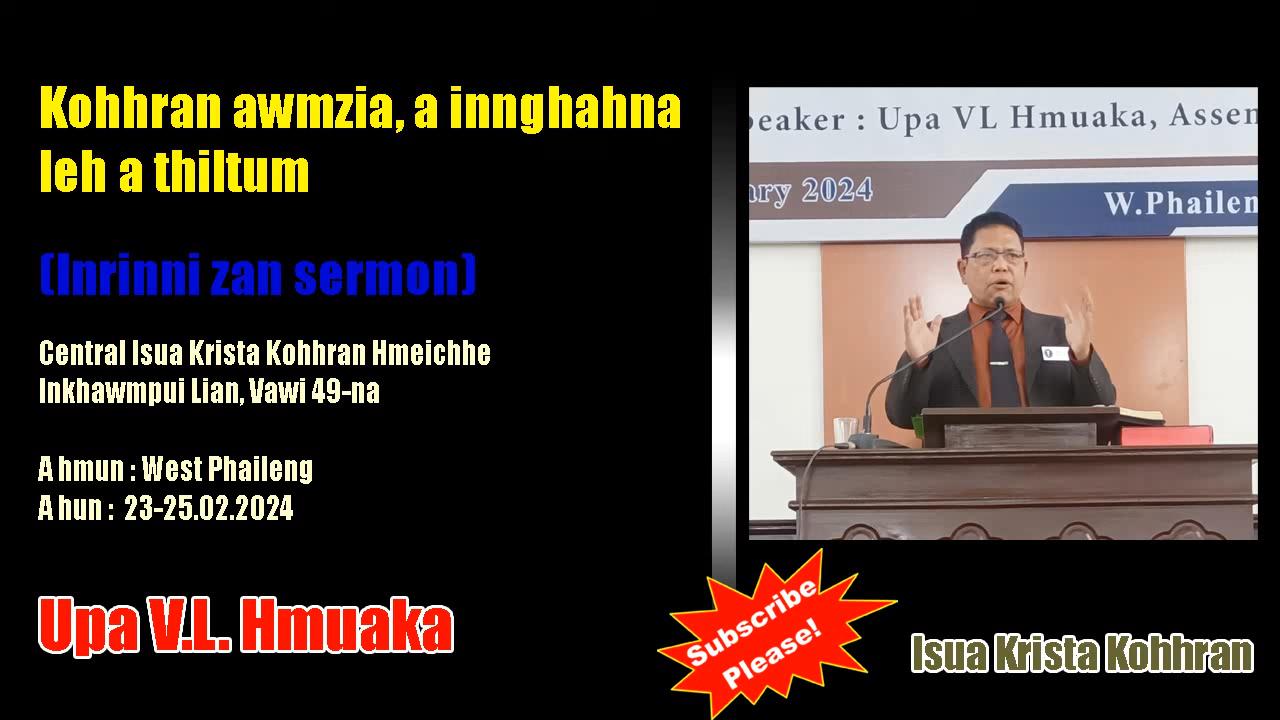 Kohhran awmzia, a innghahna
leh a thiltum
(Inrinni zan sermon)
Central Isua Krista Kohhran Hmeichhe
Inkhawmpui Lian, Vawi 49-na
A hmun : West Phaileng
A hun : 23-25.02.2024
Upa V.L. Hmuaka
peaker : Upa VL Hmuaka, Assem
ary 2024
W.Phailen
Subscribe
Please!
Isua Krista Kohhran